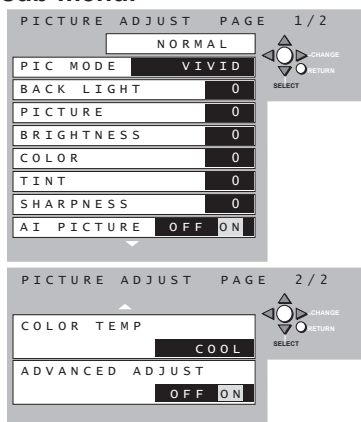 Sub menu:
PICTURE ADJUST PAGE 1/2
NORMAL
CHANGE
PIC MODE VIVID
RETURN
SELECT
BACK LIGHT 0
PICTURE 0
BRIGHTNESS 0
COLOR 0
TINT 0
SHARPNESS 0
AI PICTURE OFF ON
PICTURE ADJUST PAGE 2/2
CHANGE
COLOR TEMP
RETURN
SELECT
COOL
ADVANCED ADJUST
OFF ON